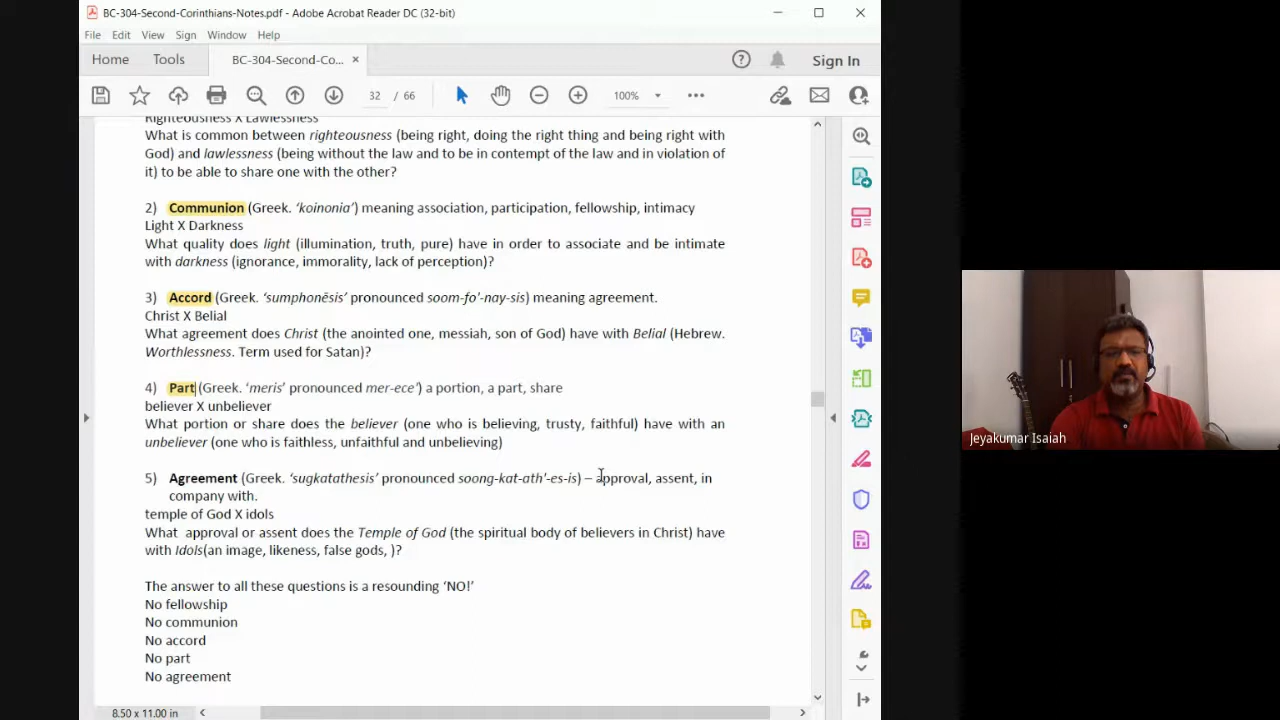 BC-304-Second-Corinthians-Notes.pdf - Adobe Acrobat Reader DC (32-bit)
File Edit View Sign Window Help
Home Tools BC-304-Second-Co... × Sign In
32 / 66 100%
Righteousness X Lawlessness
What is common between righteousness (being right, doing the right thing and being right with
God) and lawlessness (being without the law and to be in contempt of the law and in violation of
it) to be able to share one with the other?
2) Communion (Greek. ‘koinonia’) meaning association, participation, fellowship, intimacy
Light X Darkness
What quality does light (illumination, truth, pure) have in order to associate and be intimate
with darkness (ignorance, immorality, lack of perception)?
3) Accord (Greek. ‘sumphonēsis’ pronounced soom-fo'-nay-sis) meaning agreement.
Christ X Belial
What agreement does Christ (the anointed one, messiah, son of God) have with Belial (Hebrew.
Worthlessness. Term used for Satan)?
4) Part (Greek. ‘meris’ pronounced mer-ece’) a portion, a part, share
believer X unbeliever
What portion or share does the believer (one who is believing, trusty, faithful) have with an
unbeliever (one who is faithless, unfaithful and unbelieving)
5) Agreement (Greek. ‘sugkatathesis’ pronounced soong-kat-ath'-es-is) – approval, assent, in
company with.
temple of God X idols
What approval or assent does the Temple of God (the spiritual body of believers in Christ) have
with Idols(an image, likeness, false gods, )?
The answer to all these questions is a resounding ‘NO!’
No fellowship
No communion
No accord
No part
No agreement
8.50 x 11.00 in
Jeyakumar Isaiah